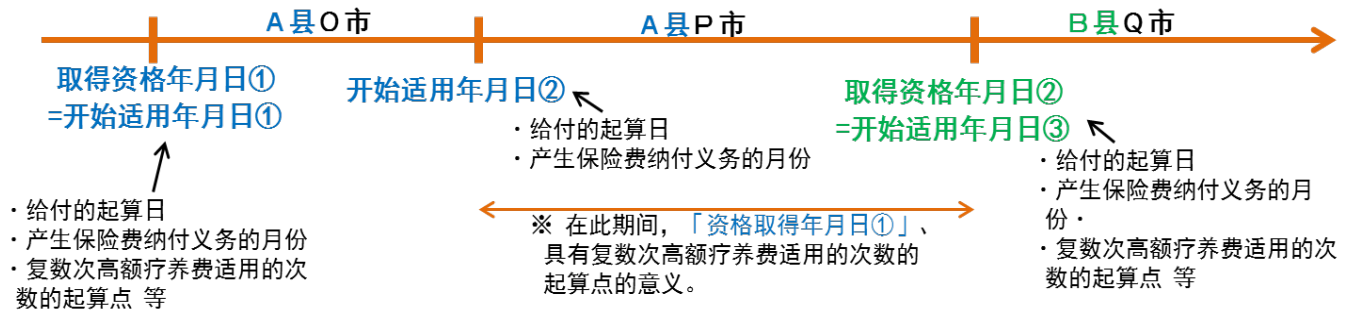 A县O市
A县P市
B县Q市
取得资格年月日①
=开始适用年月日①
・给付的起算日
・产生保险费纳付义务的月份
・复数次高额疗养费适用的次
数的起算点 等
开始适用年月日②
・给付的起算日
・产生保险费纳付义务的月份
※ 在此期间，「资格取得年月日①」、
具有复数次高额疗养费适用的次数的
起算点的意义。
取得资格年月日②
=开始适用年月日③
・给付的起算日
・产生保险费纳付义务的月
份・
・复数次高额疗养费适用的次
数的起算点 等